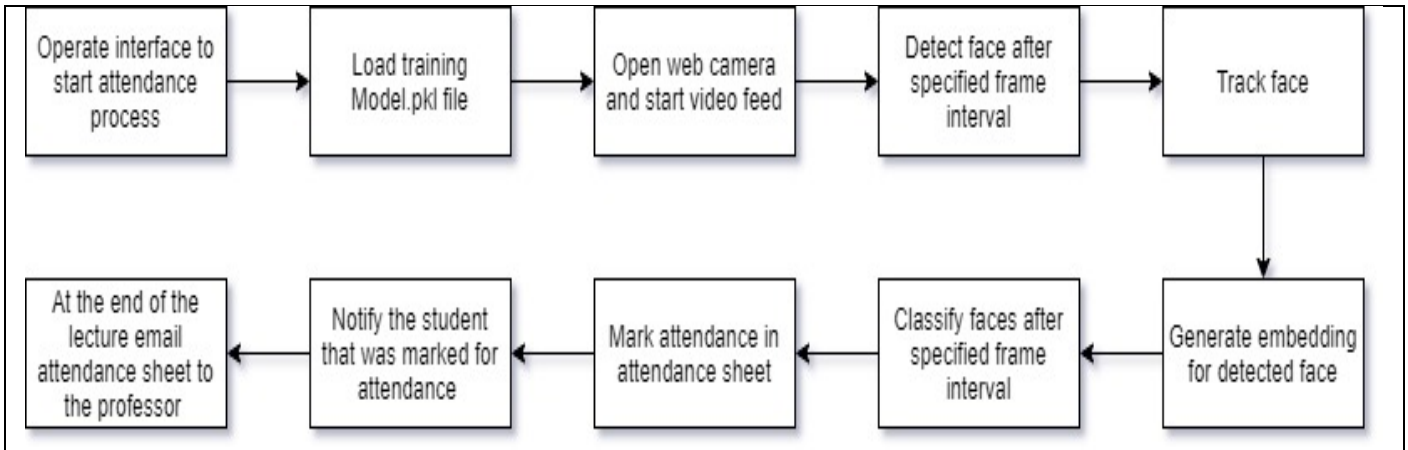 Operate interface to
start attendance
process
Load training
Model.pkl file
Open web camera
and start video feed
Detect face after
specified frame
interval
Track face
Generate embedding
for detected face
Classify faces after
specified frame
interval
Mark attendance in
attendance sheet
Notify the student
that was marked for
attendance
At the end of the
lecture email
attendance sheet to
the professor